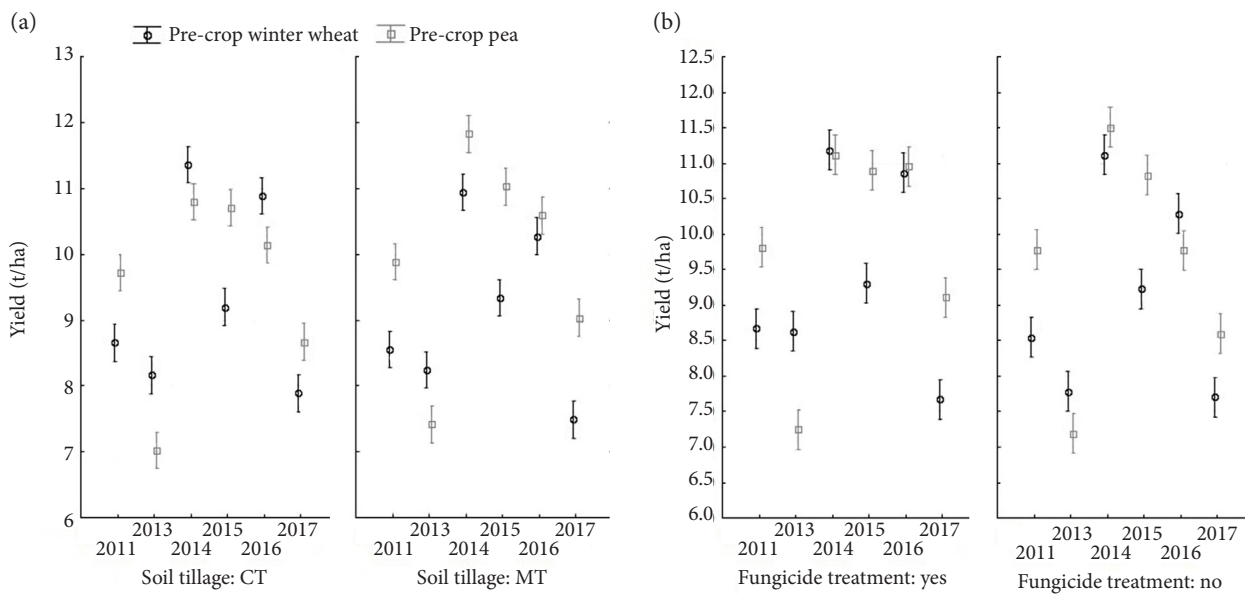 (a)
Pre-crop winter wheat Pre-crop pea
13
12
11
10
9
8
7
6
Yield (t/ha)
2013 2015 2017
2011 2014 2016
Soil tillage: CT
2013 2015 2017
2011 2014 2016
Soil tillage: MT
(b)
12.5
12.0
11.5
11.0
10.5
10.0
9.5
9.0
8.5
8.0
7.5
7.0
6.5
6.0
Yield (t/ha)
2013 2015 2017
2011 2014 2016
Fungicide treatment: yes
2013 2015 2017
2011 2014 2016
Fungicide treatment: no